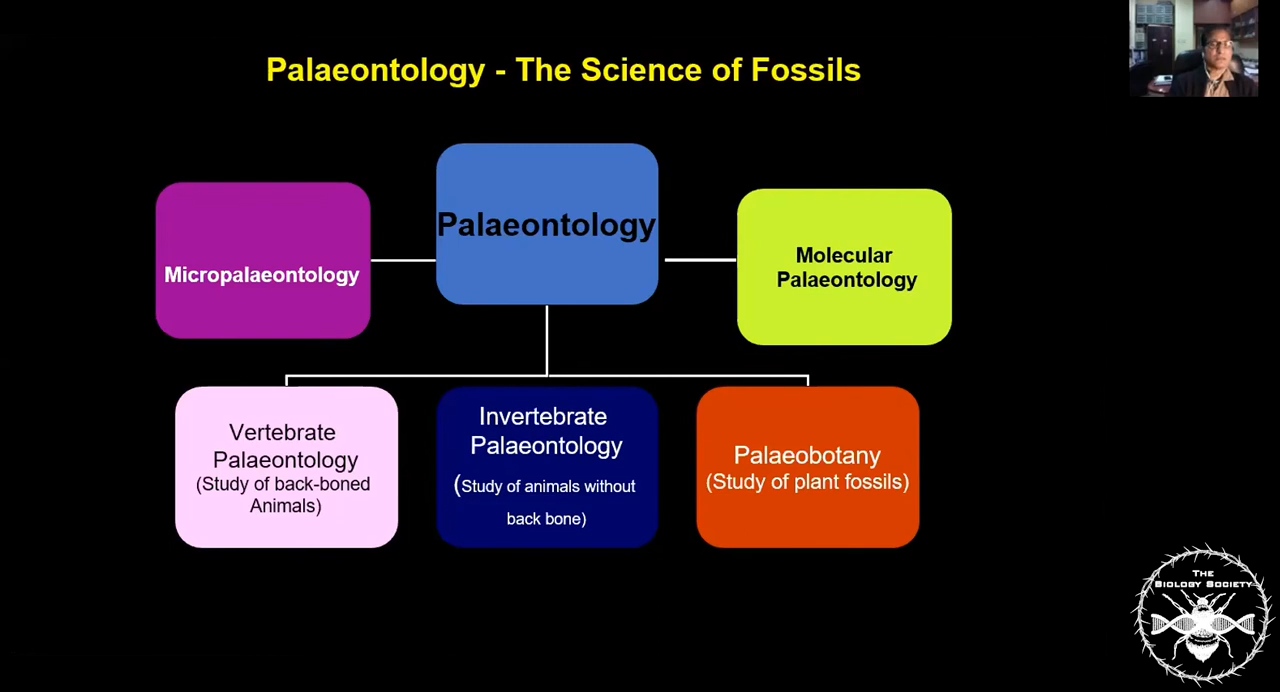 Palaeontology - The Science of Fossils
Palaeontology
Micropalaeontology
Molecular
Palaeontology
Vertebrate
Palaeontology
(Study of back-boned
Animals)
Invertebrate
Palaeontology
(Study of animals without
back bone)
Palaeobotany
(Study of plant fossils)
THE
BIOLOGY SOCIETY